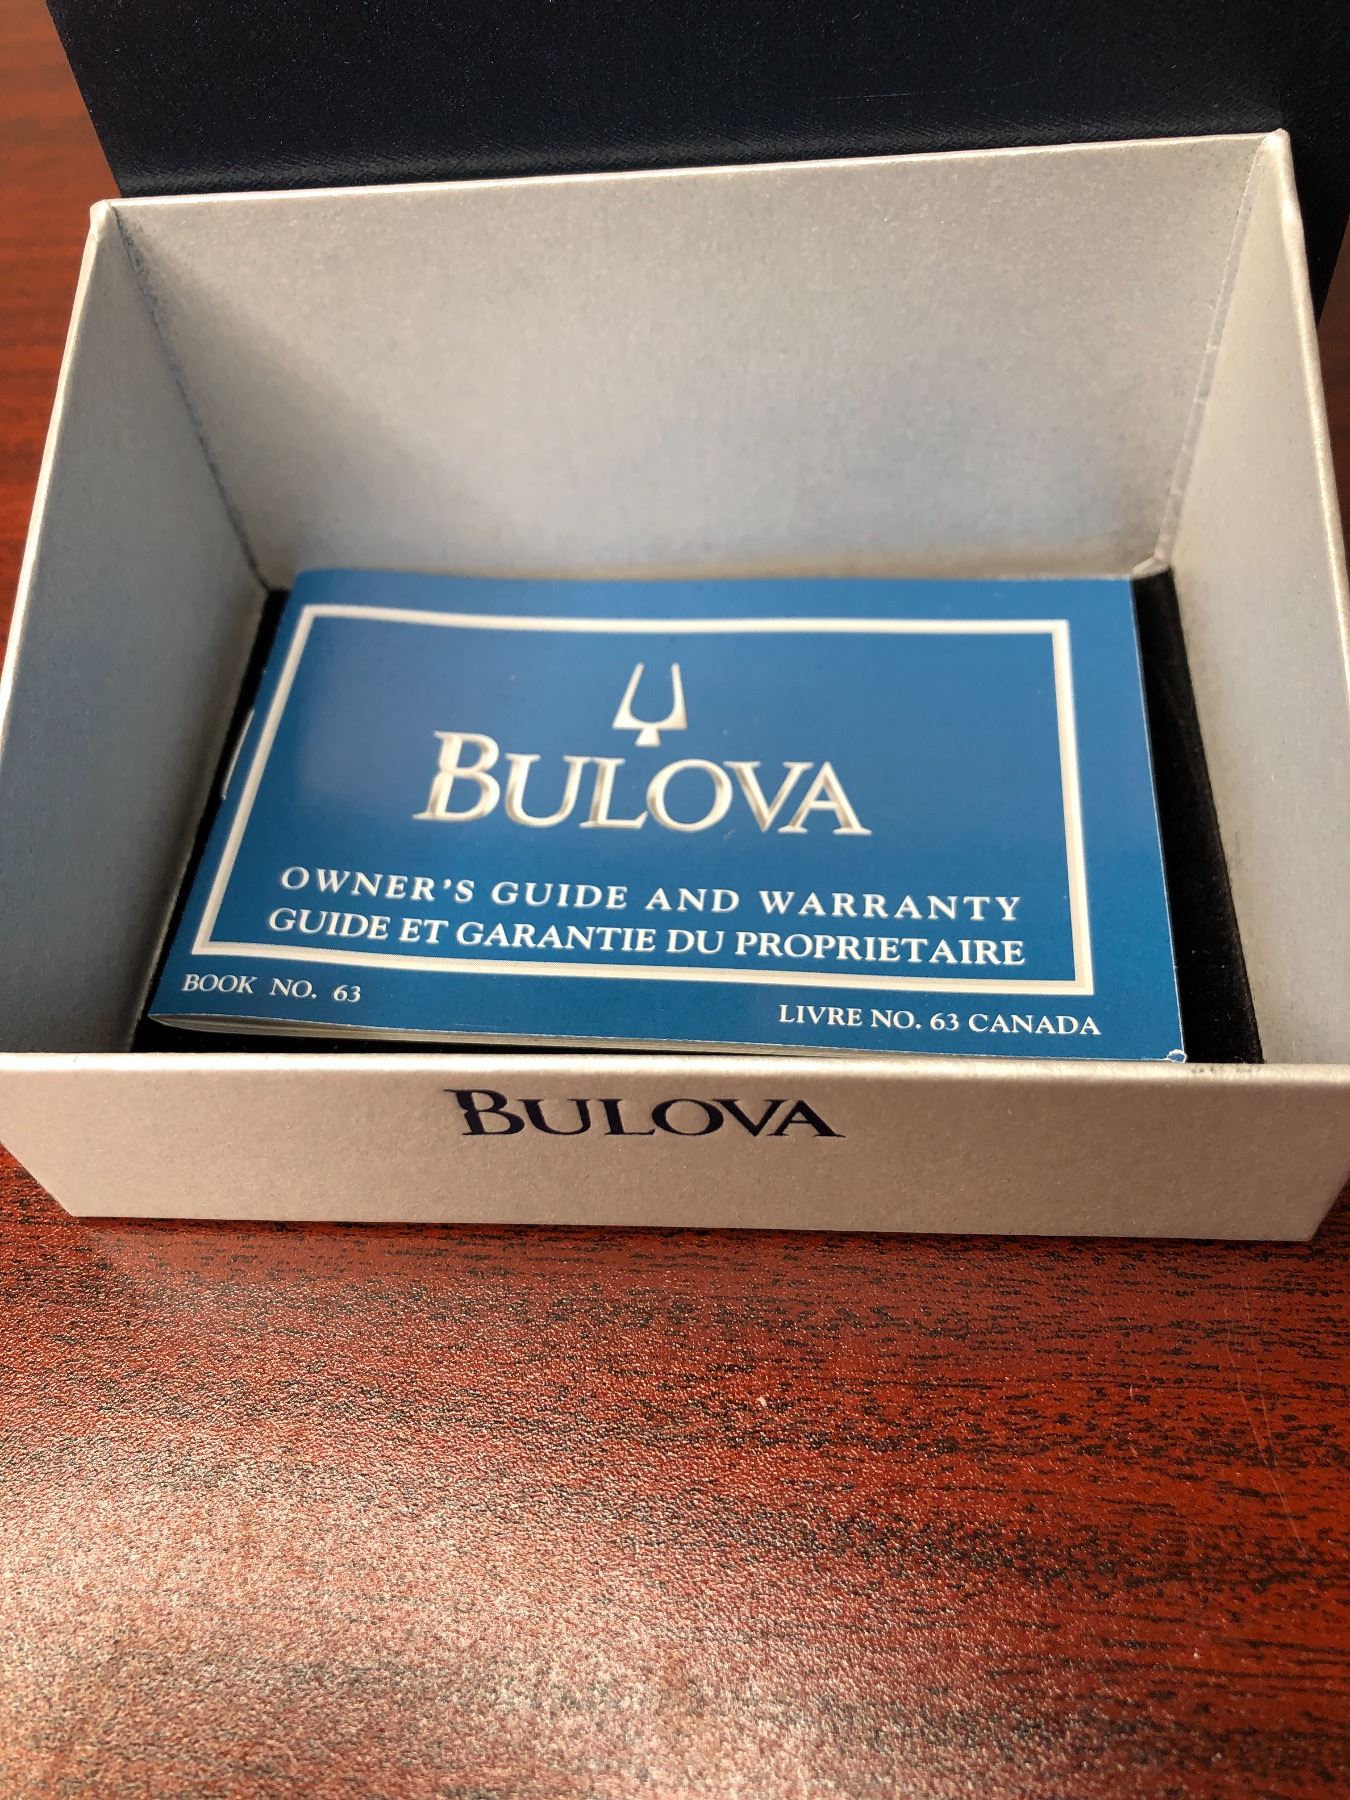 BULOVA
OWNER'S GUIDE AND WARRANTY
GUIDE ET GARANTIE DU PROPRIETAIRE
BOOK NO. 63
LIVRE NO. 63 CANADA
BULOVA